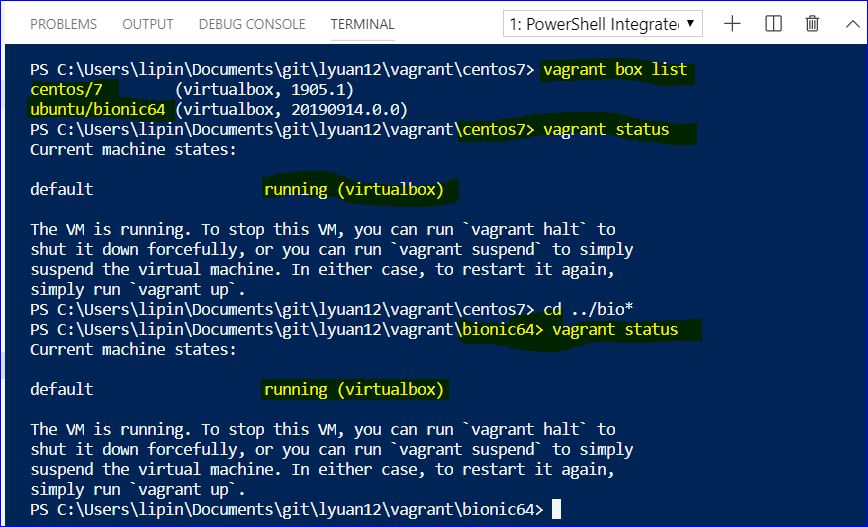 PROBLEMS OUTPUT DEBUG CONSOLE TERMINAL 1: PowerShell Integrated
PS C:\Users\lipin\Documents\git\lyuan12\vagrant\centos7> vagrant box list
centos/7 (virtualbox, 1905.1)
ubuntu/bionic64 (virtualbox, 20190914.0.0)
PS C:\Users\lipin\Documents\git\lyuan12\vagrant\centos7> vagrant status
Current machine states:
default running (virtualbox)
The VM is running. To stop this VM, you can run `vagrant halt` to
shut it down forcefully, or you can run `vagrant suspend` to simply
suspend the virtual machine. In either case, to restart it again,
simply run `vagrant up`.
PS C:\Users\lipin\Documents\git\lyuan12\vagrant\centos7> cd ../bio*
PS C:\Users\lipin\Documents\git\lyuan12\vagrant\bionic64> vagrant status
Current machine states:
default running (virtualbox)
The VM is running. To stop this VM, you can run `vagrant halt` to
shut it down forcefully, or you can run `vagrant suspend` to simply
suspend the virtual machine. In either case, to restart it again,
simply run `vagrant up`.
PS C:\Users\lipin\Documents\git\lyuan12\vagrant\bionic64>